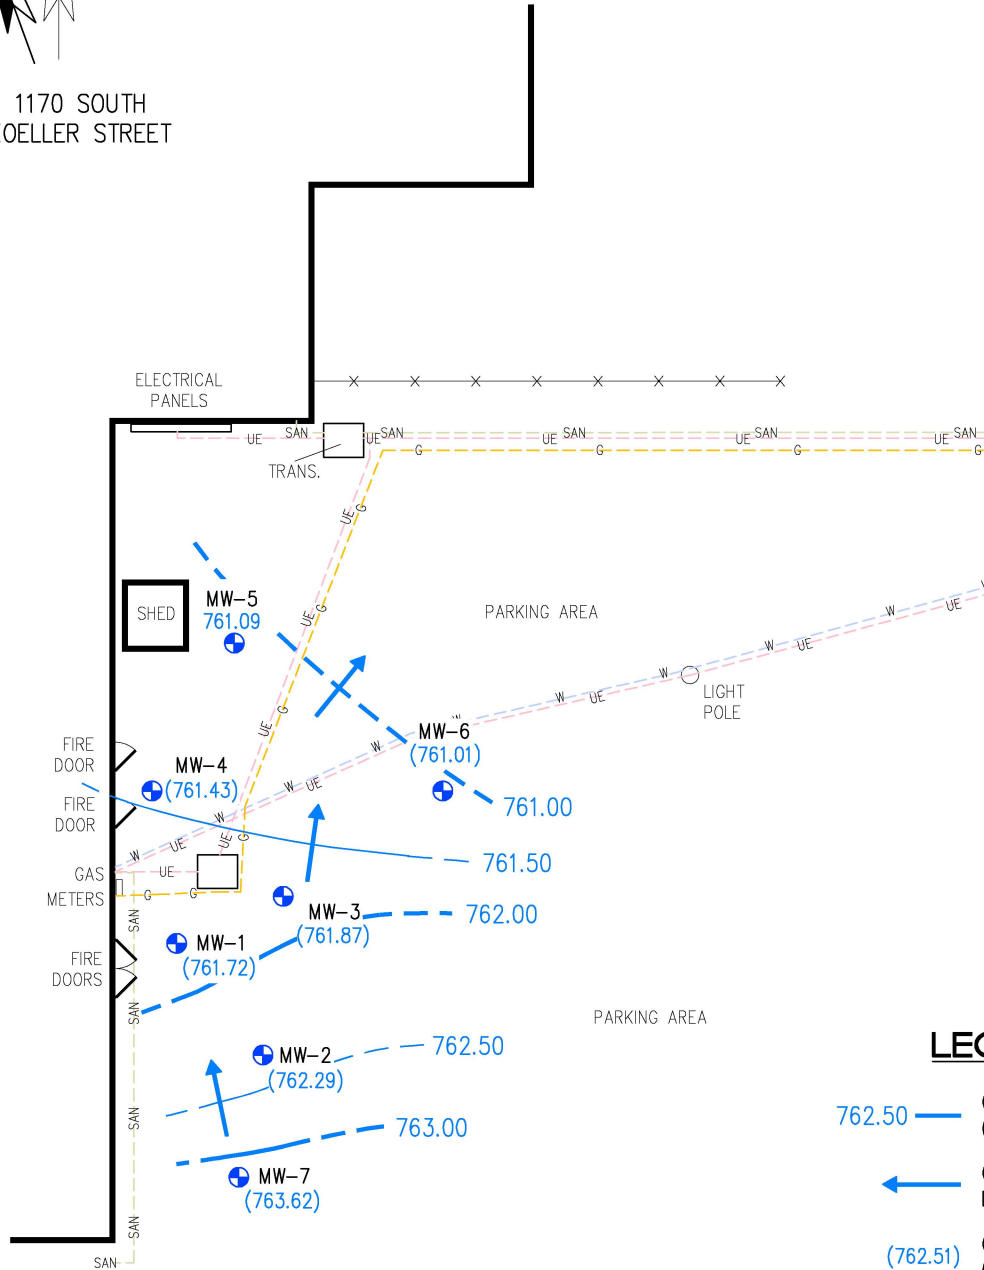 1170 SOUTH
OELLER STREET
ELECTRICAL
PANELS
SAN
UE
UE
SAN
UE
SAN
UE
SAN
UE
SAN
G
G
G
G
TRANS.
UE
G
MW-5
761.09
SHED
UE
G
PARKING AREA
W
UE
W
UE
W
LIGHT
POLE
W
UE
W
MW-6
(761.01)
G
UE
W
FIRE
DOOR
MW-4
(761.43)
W
UE
761.00
FIRE
DOOR
W
G
UE
UE
W
761.50
GAS
METERS
UE
G
G
SAN
MW-3
(761.87)
762.00
MW-1
(761.72)
FIRE
DOORS
SAN
PARKING AREA
762.50
MW-2
(762.29)
SAN
763.00
MW-7
(763.62)
SAN
SAN
762.50
(762.51)